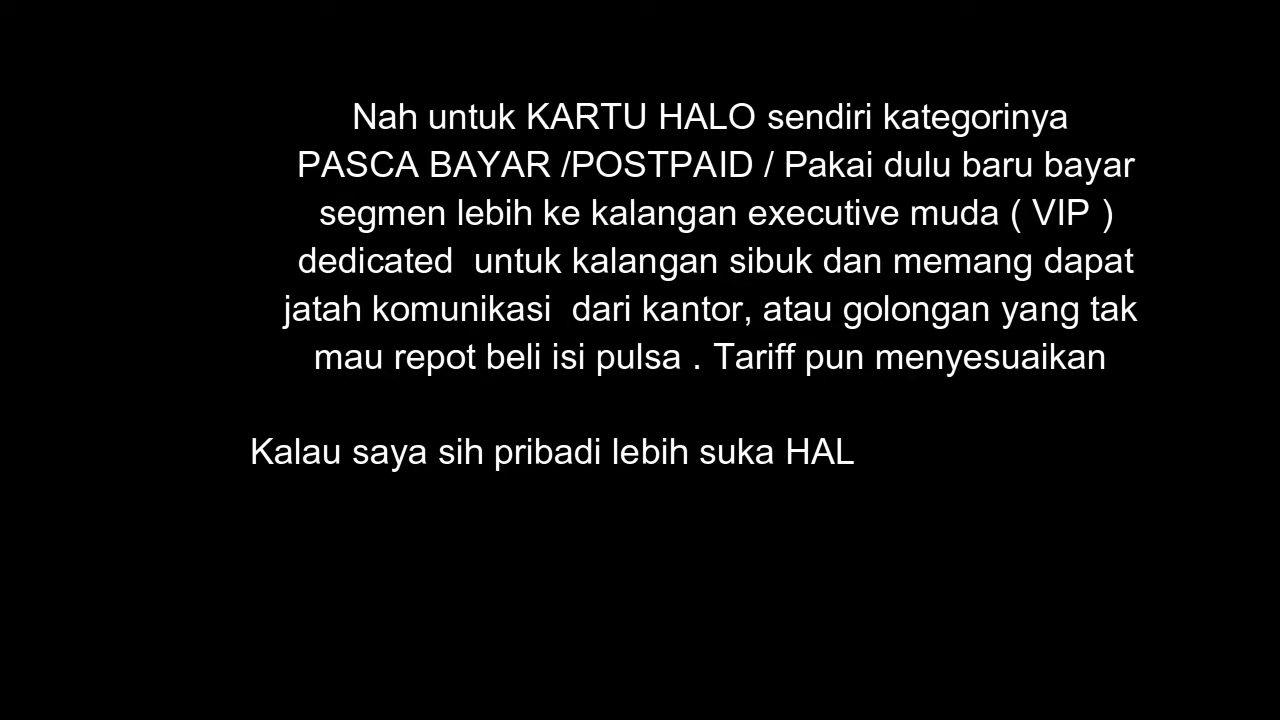 Nah untuk KARTU HALO sendiri kategorinya
PASCA BAYAR /POSTPAID / Pakai dulu baru bayar
segmen lebih ke kalangan executive muda ( VIP )
dedicated  untuk kalangan sibuk dan memang dapat
jatah komunikasi  dari kantor, atau golongan yang tak
mau repot beli isi pulsa . Tariff pun menyesuaikan
Kalau saya sih pribadi lebih suka HAL